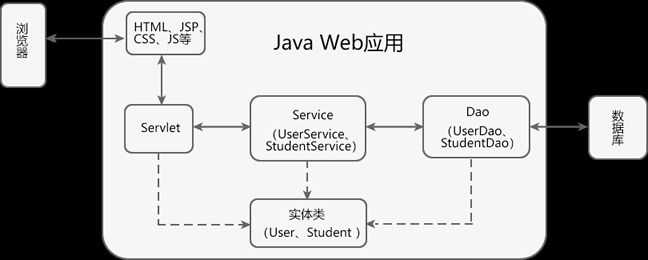 浏览器
HTML、JSP、
CSS、JS等
Java Web应用
Servlet
Service
（UserService、
StudentService）
Dao
（UserDao、
StudentDao）
数据库
实体类
（User、Student ）